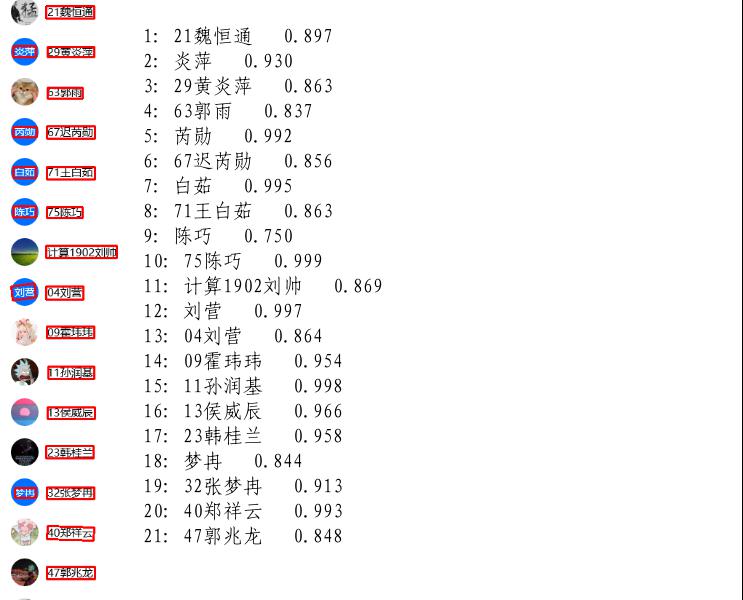 21魏恒通
炎萍 29黄炎萍
63郭雨
芮勋 67迟芮勋
白茹 71王白茹
陈巧 75陈巧
计算1902刘帅
刘营 04刘营
09霍玮玮
11孙润基
13侯威辰
23韩桂兰
梦冉 32张梦冉
40郑祥云
47郭兆龙
1: 21魏恒通 0.897
2: 炎萍 0.930
3: 29黄炎萍 0.863
4: 63郭雨 0.837
5: 芮勋 0.992
6: 67迟芮勋 0.856
7: 白茹 0.995
8: 71王白茹 0.863
9: 陈巧 0.750
10: 75陈巧 0.999
11: 计算1902刘帅 0.869
12: 刘营 0.997
13: 04刘营 0.864
14: 09霍玮玮 0.954
15: 11孙润基 0.998
16: 13侯威辰 0.966
17: 23韩桂兰 0.958
18: 梦冉 0.844
19: 32张梦冉 0.913
20: 40郑祥云 0.993
21: 47郭兆龙 0.848